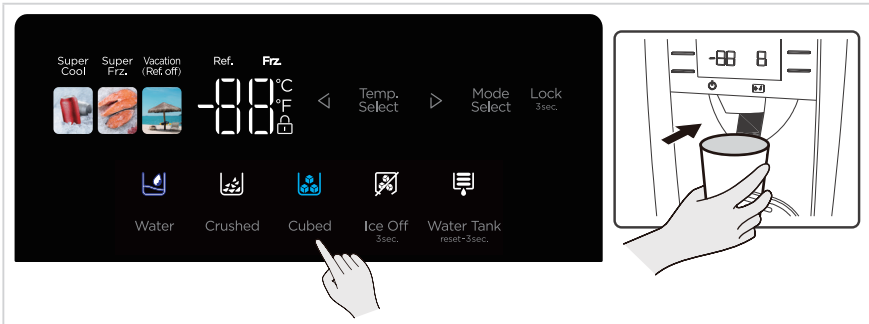 Super Cool
Super Frz.
Vacation (Ref. off)
Ref.
Frz.
-88
°C
°F
Temp. Select
Mode Select
Lock
3sec.
Water
Crushed
Cubed
Ice Off
3sec.
Water Tank
reset-3sec.
-88 8